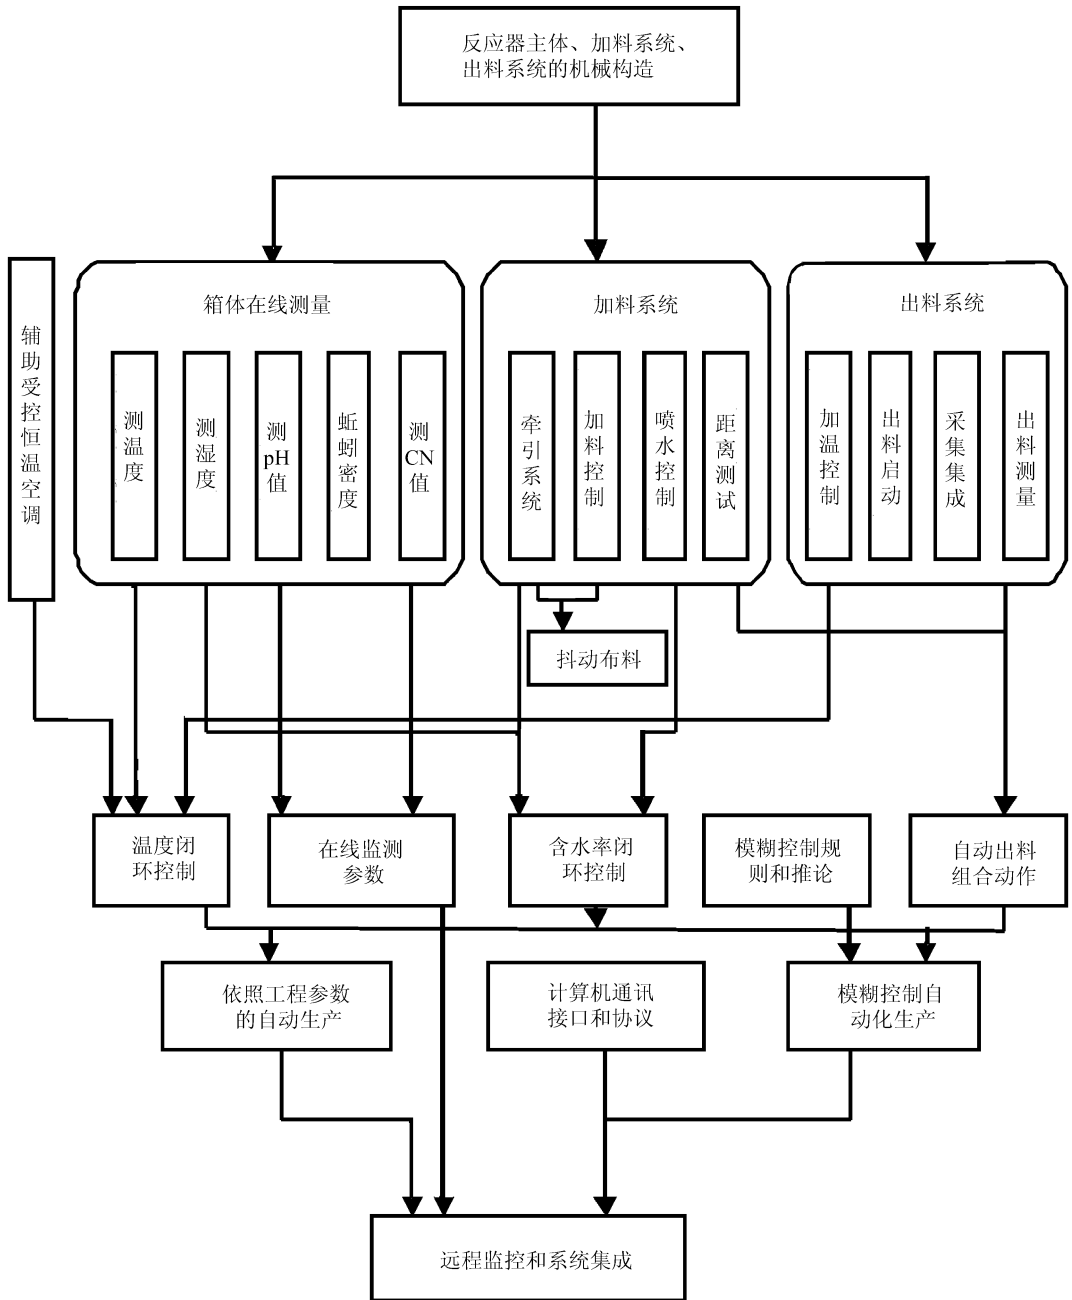 反应器主体、加料系统、
出料系统的机械构造
辅助受控恒温空调
箱体在线测量
测温度
测湿度
测
pH
值
蚯蚓密度
测
CN
值
加料系统
牵引系统
加料控制
喷水控制
距离测试
出料系统
加温控制
出料启动
采集集成
出料测量
抖动布料
温度闭
环控制
在线监测
参数
含水率闭
环控制
模糊控制规
则和推论
自动出料
组合动作
依照工程参数
的自动生产
计算机通讯
接口和协议
模糊控制自
动化生产
远程监控和系统集成